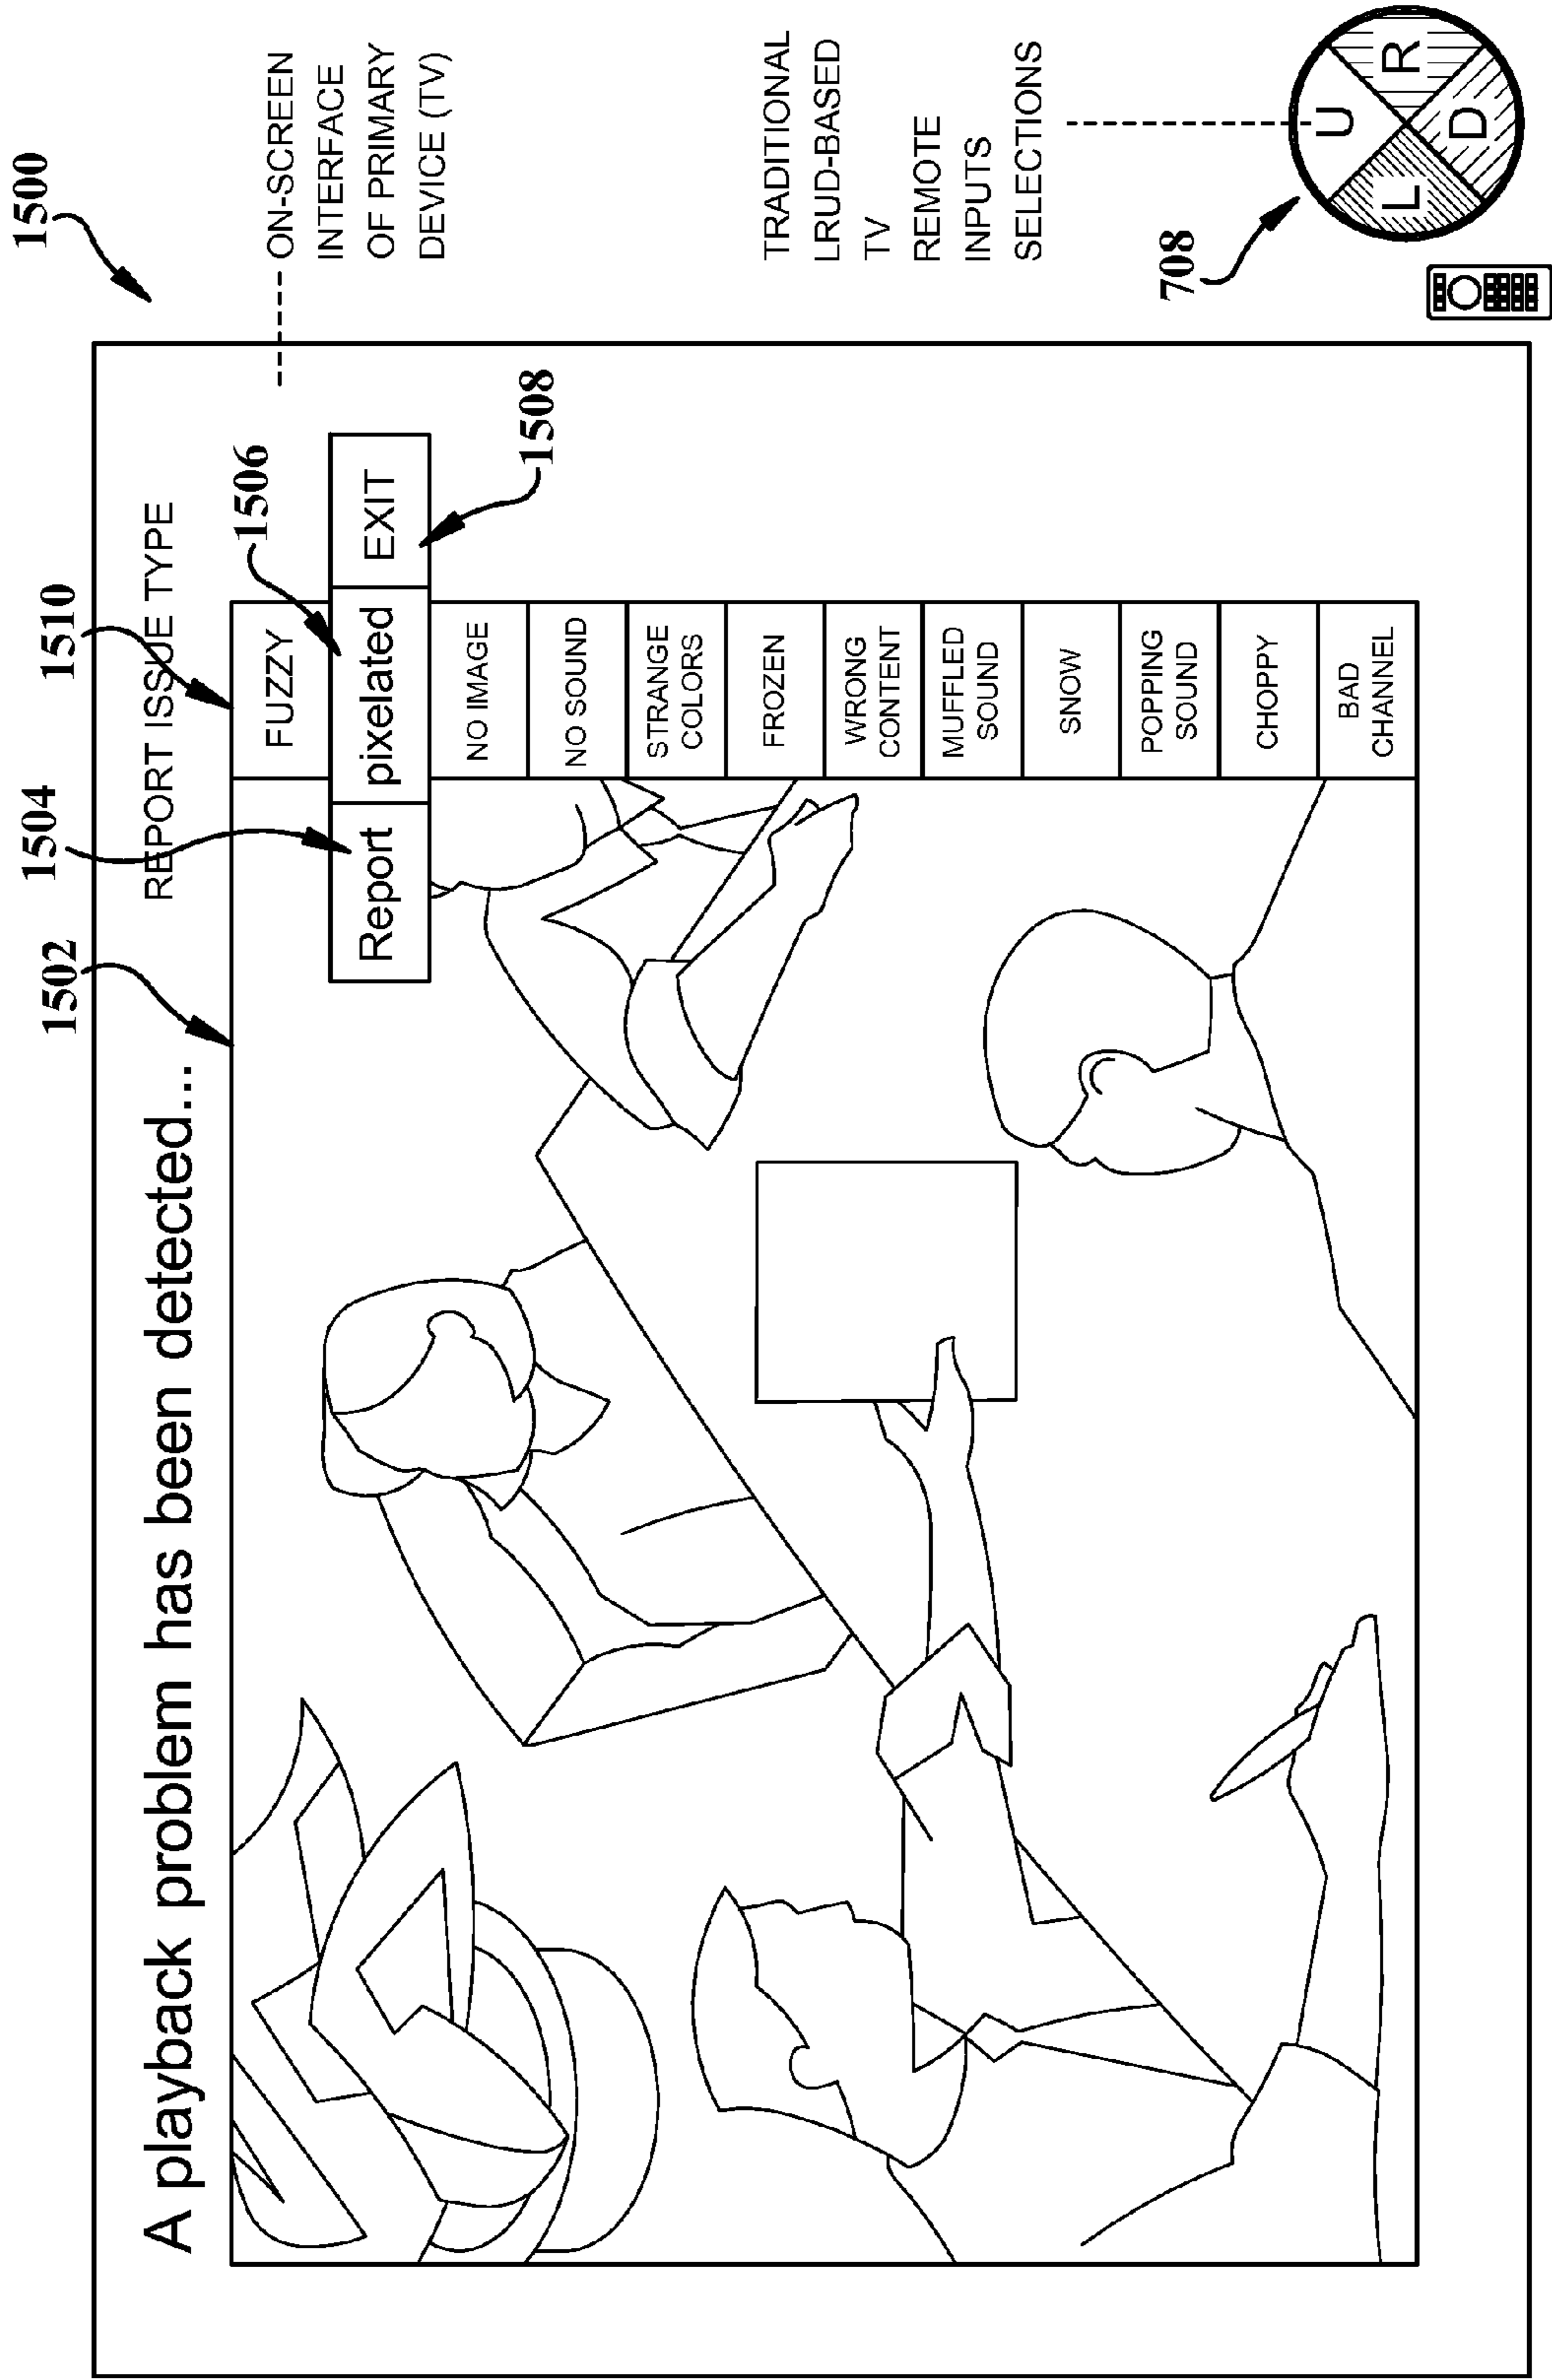 1500
A playback problem has been detected...
1502
1504
1510
REPORT ISSUE TYPE
ON-SCREEN
INTERFACE
OF PRIMARY
DEVICE (TV)
1506
FUZZY
Report
pixelated
EXIT
1508
NO IMAGE
NO SOUND
STRANGE
COLORS
FROZEN
WRONG
CONTENT
MUFFLED
SOUND
SNOW
POPPING
SOUND
CHOPPY
BAD
CHANNEL
TRADITIONAL
LRUD-BASED
TV
REMOTE
INPUTS
SELECTIONS
708
U
L
R
D